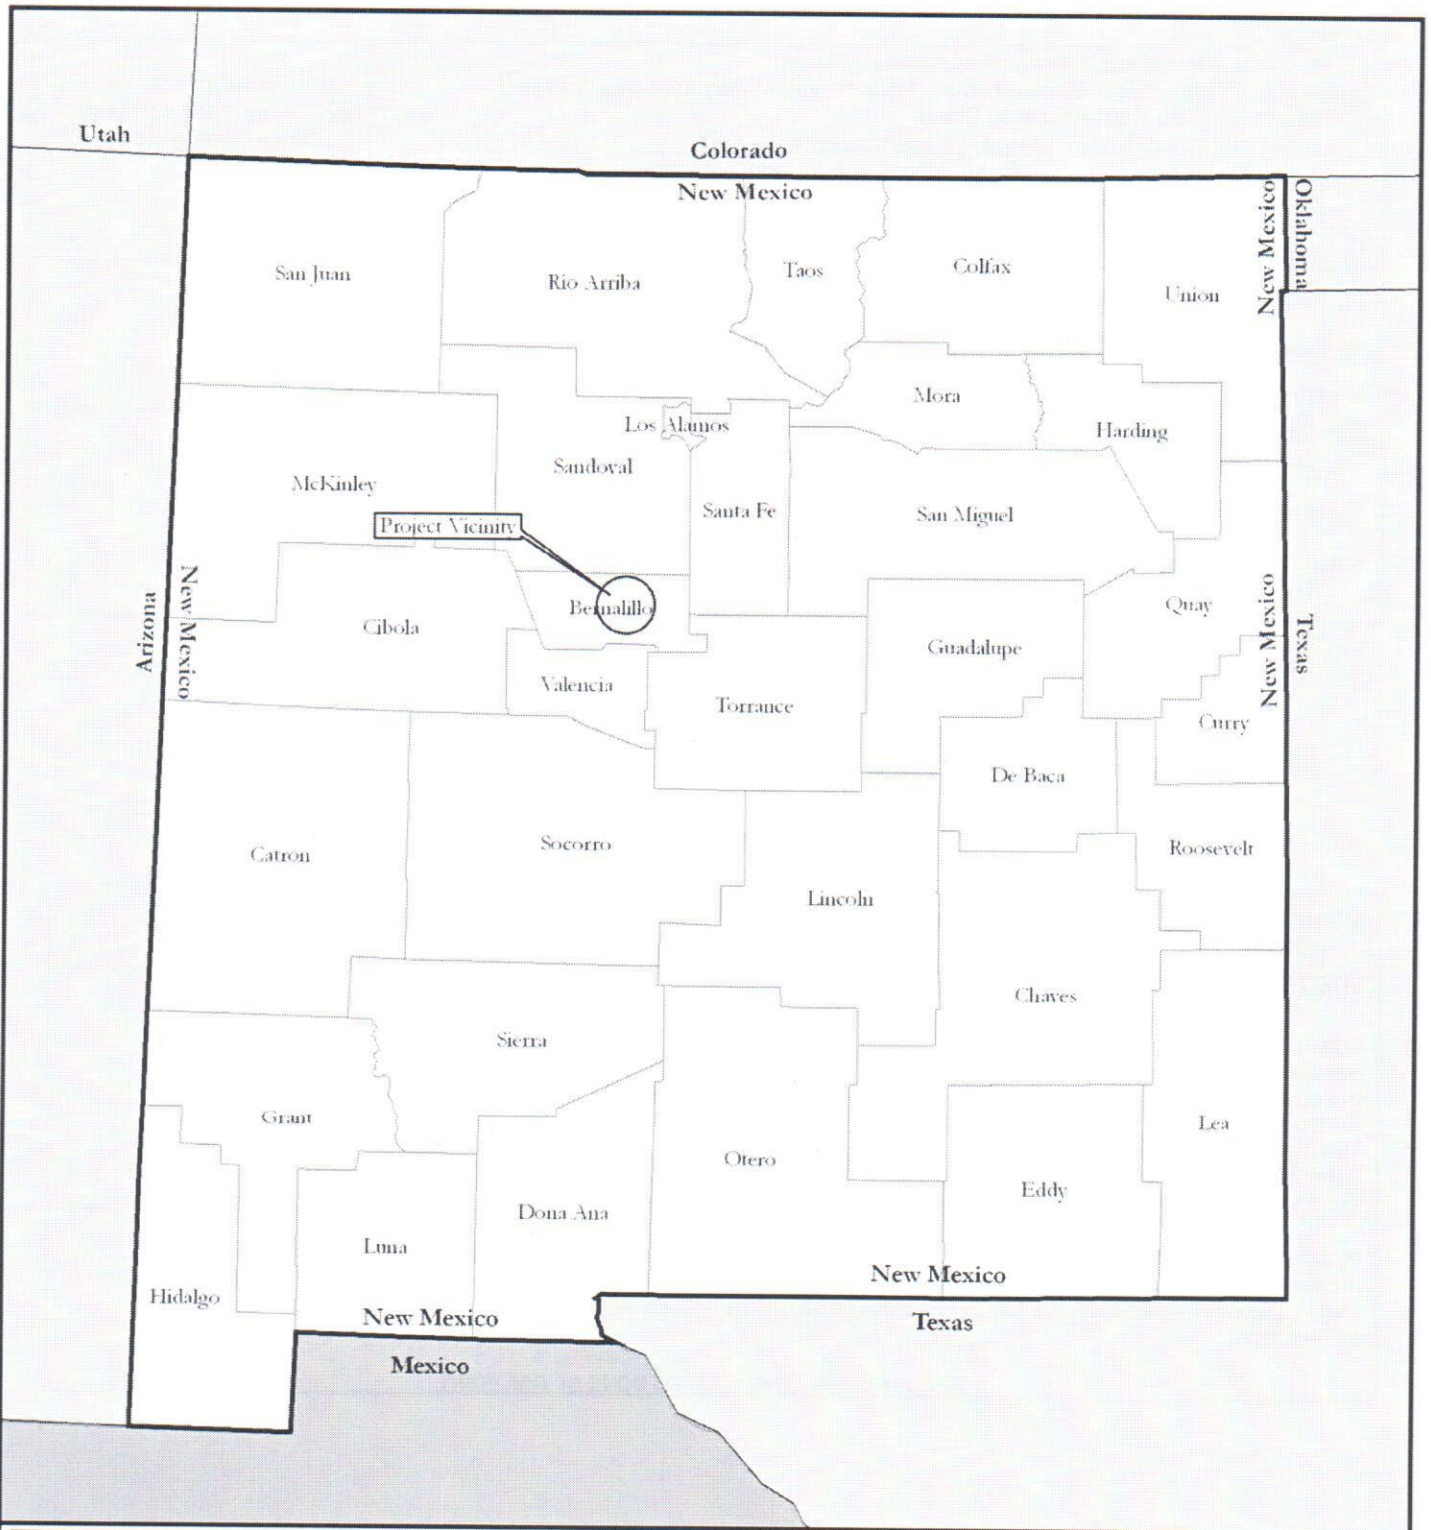 Utah
Colorado
New Mexico
Oklahoma
New Mexico
San Juan
Rio Arriba
Taos
Colfax
Union
Mora
Los Alamos
Harding
Sandoval
McKinley
Santa Fe
San Miguel
Project Vicinity
Bernalillo
Quay
Arizona
New Mexico
Cibola
Guadalupe
New Mexico
Texas
Valencia
Torrance
Curry
De Baca
Catron
Socorro
Roosevelt
Lincoln
Chaves
Sierra
Grant
Lea
Otero
Eddy
Dona Ana
Luna
Hidalgo
New Mexico
New Mexico
Texas
Mexico